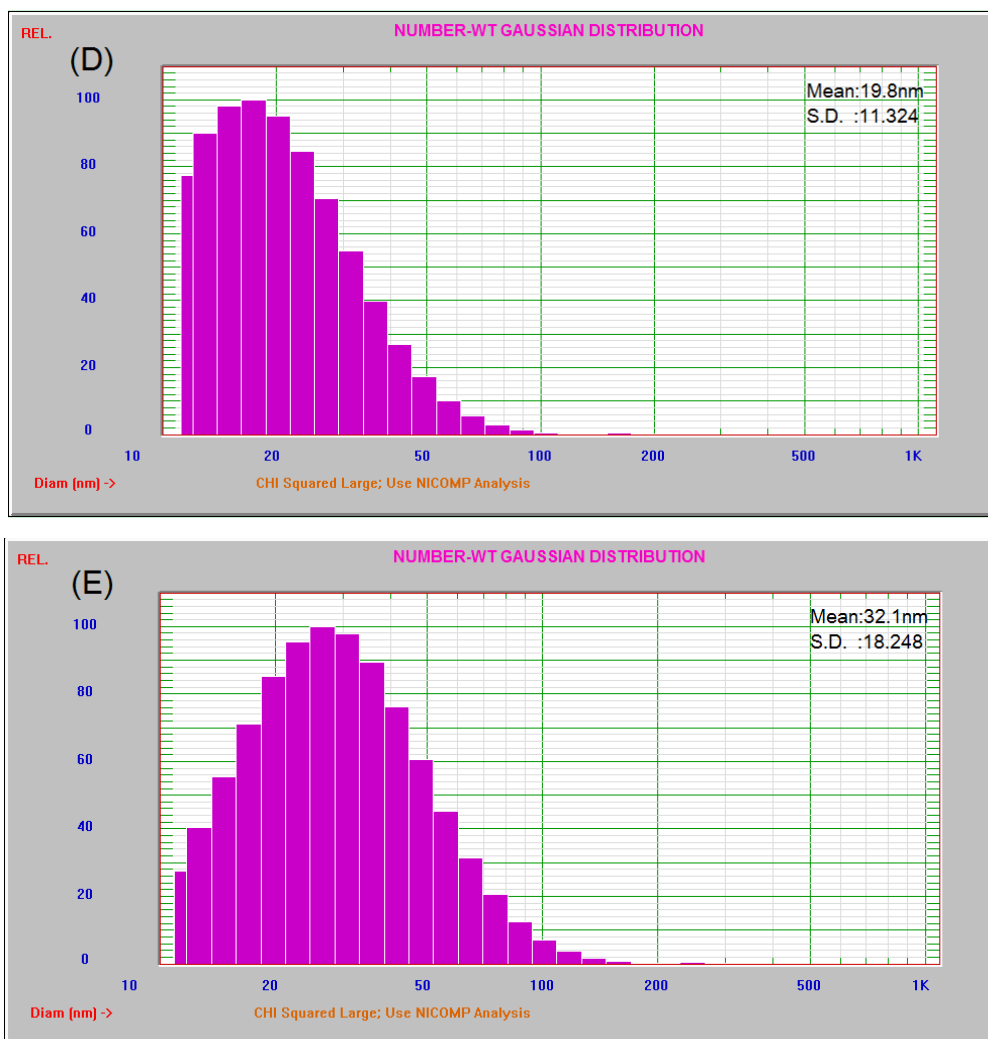 NUMBER-WT GAUSSIAN DISTRIBUTION
REL.
(D)
Mean:19.8nm
S.D. :11.324
100
80
60
40
20
0
10 20 50 100 200 500 1K
Diam (nm) -> CHI Squared Large; Use NICOMP Analysis
NUMBER-WT GAUSSIAN DISTRIBUTION
REL.
(E)
Mean:32.1nm
S.D. :18.248
100
80
60
40
20
0
10 20 50 100 200 500 1K
Diam (nm) -> CHI Squared Large; Use NICOMP Analysis